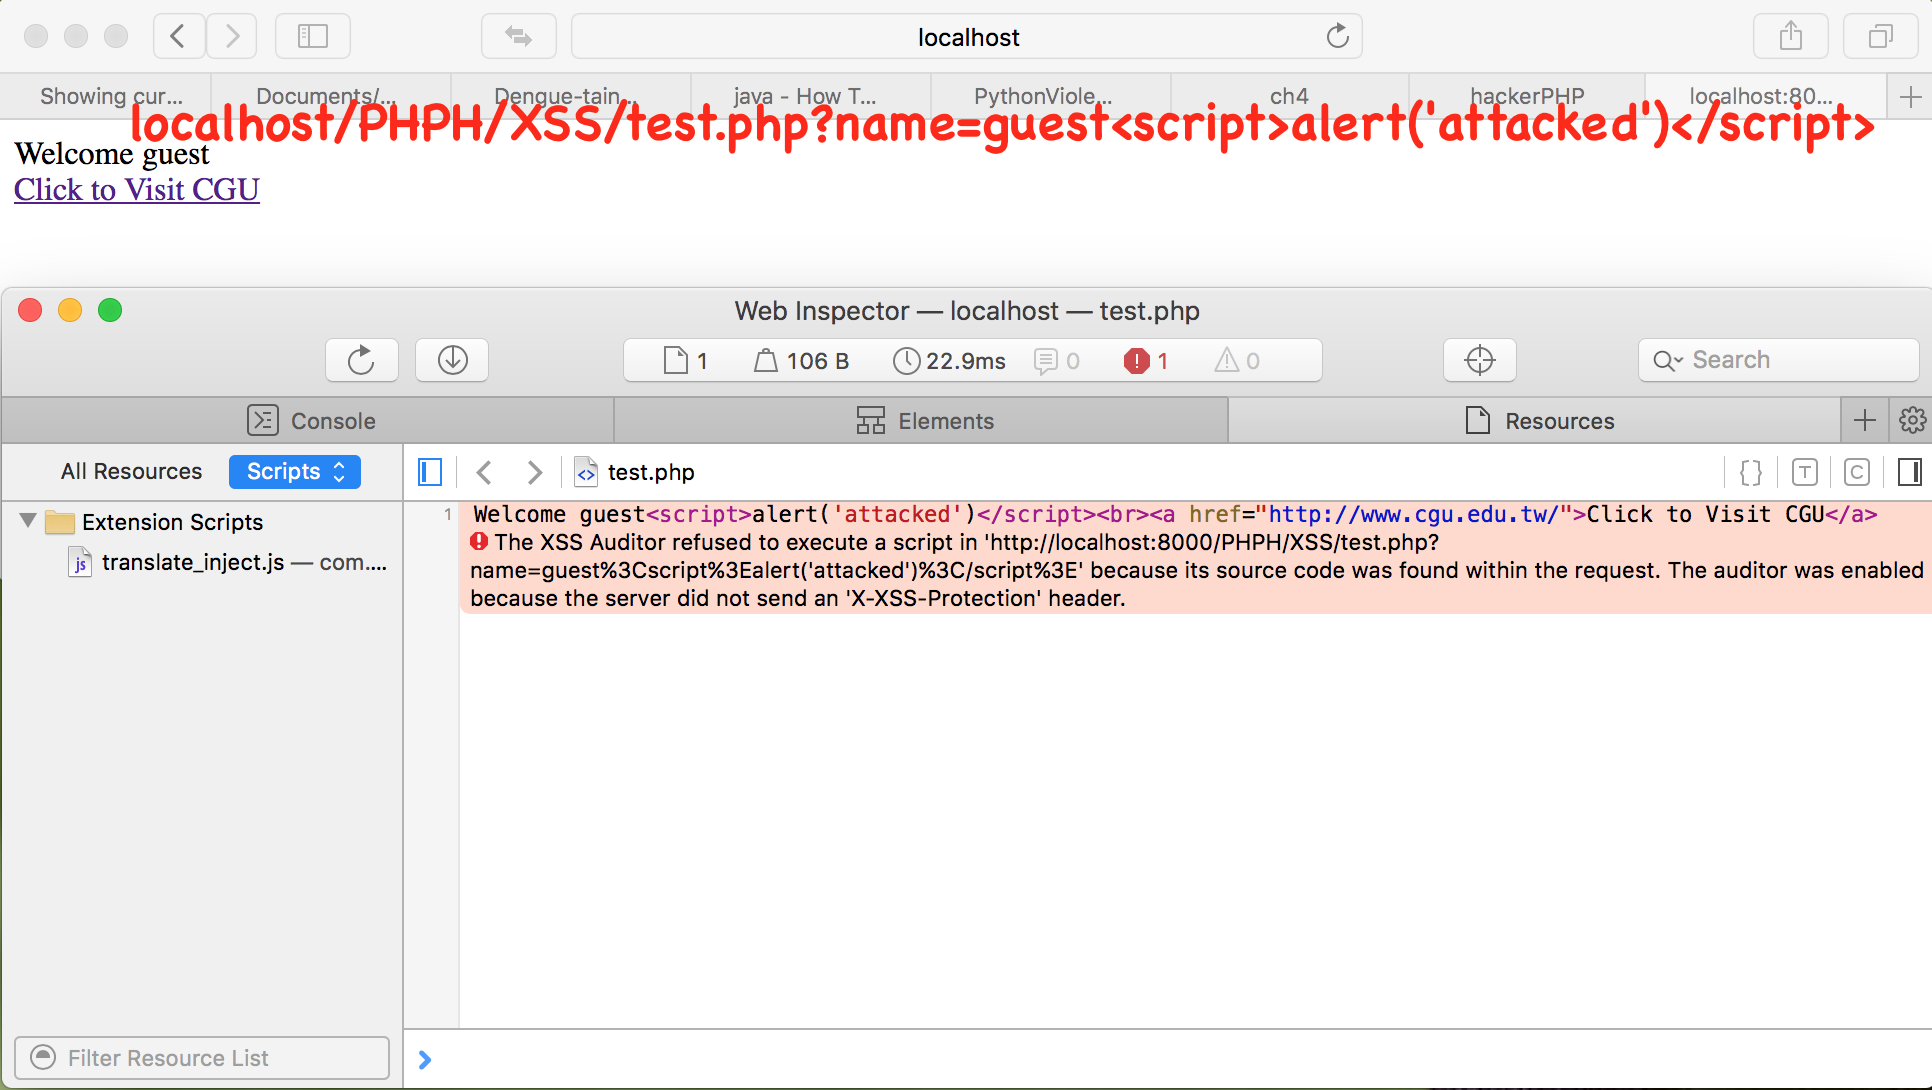 localhost
Showing cur...
Documents/...
Dengue-tain...
java - How T...
PythonViole...
ch4
hackerPHP
localhost:80...
localhost/PHPH/XSS/test.php?name=guest<script>alert('attacked')</script>
Welcome guest
Click to Visit CGU
Web Inspector — localhost — test.php
1
106 B
22.9ms
0
1
0
Search
Console
Elements
Resources
All Resources
Scripts
test.php
T
C
Extension Scripts
js translate_inject.js — com....
1 Welcome guest<script>alert('attacked')</script><br><a href="http://www.cgu.edu.tw/">Click to Visit CGU</a>
The XSS Auditor refused to execute a script in 'http://localhost:8000/PHPH/XSS/test.php?
name=guest%3Cscript%3Ealert('attacked')%3C/script%3E' because its source code was found within the request. The auditor was enabled
because the server did not send an 'X-XSS-Protection' header.
Filter Resource List